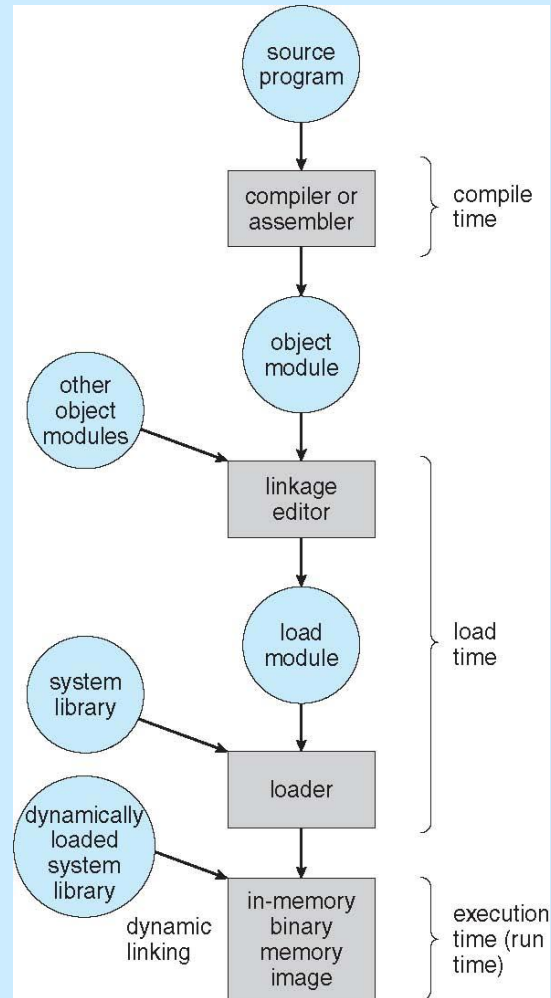 source
program
compiler or
assembler
compile
time
object
module
other
object
modules
linkage
editor
load
module
load
time
system
library
loader
dynamically
loaded
system
library
dynamic
linking
in-memory
binary
memory
image
execution
time (run
time)